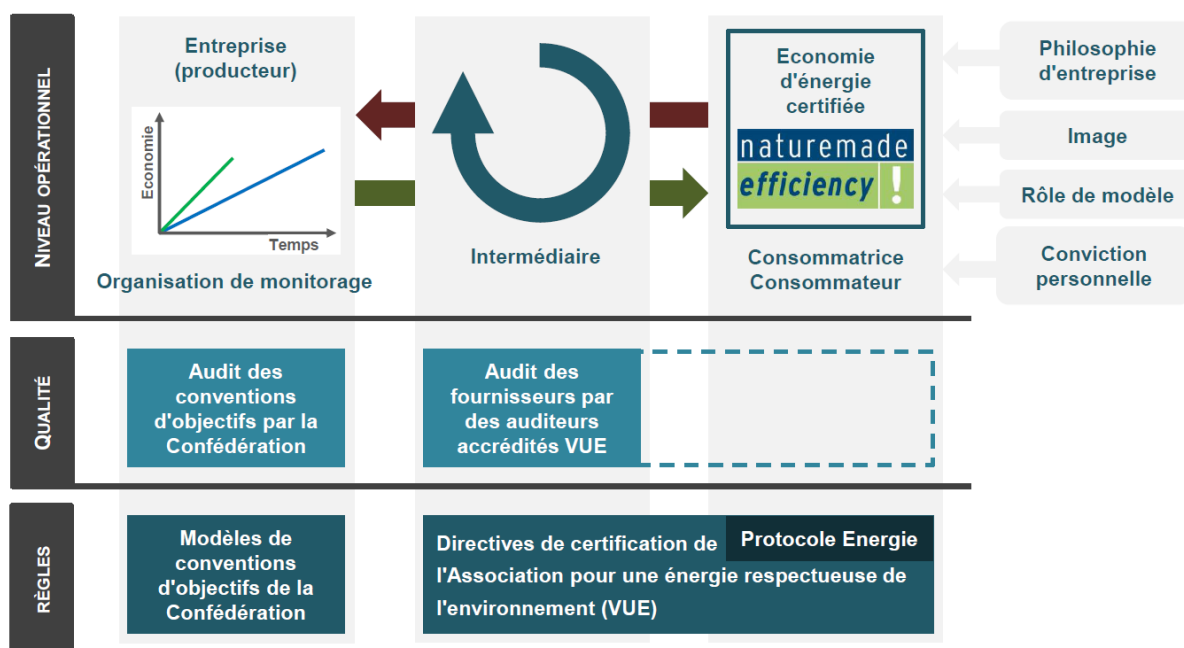 NIVEAU OPÉRATIONNEL
Entreprise
(producteur)
Economie
Temps
Organisation de monitorage
Intermédiaire
Economie
d'énergie
certifiée
naturemade
efficiency!
Consommatrice
Consommateur
Philosophie
d'entreprise
Image
Rôle de modèle
Conviction
personnelle
QUALITÉ
Audit des
conventions
d'objectifs par la
Confédération
Audit des
fournisseurs par
des auditeurs
accrédités VUE
RÈGLES
Modèles de
conventions
d'objectifs de la
Confédération
Directives de certification de
Protocole Energie
l'Association pour une énergie respectueuse de
l'environnement (VUE)